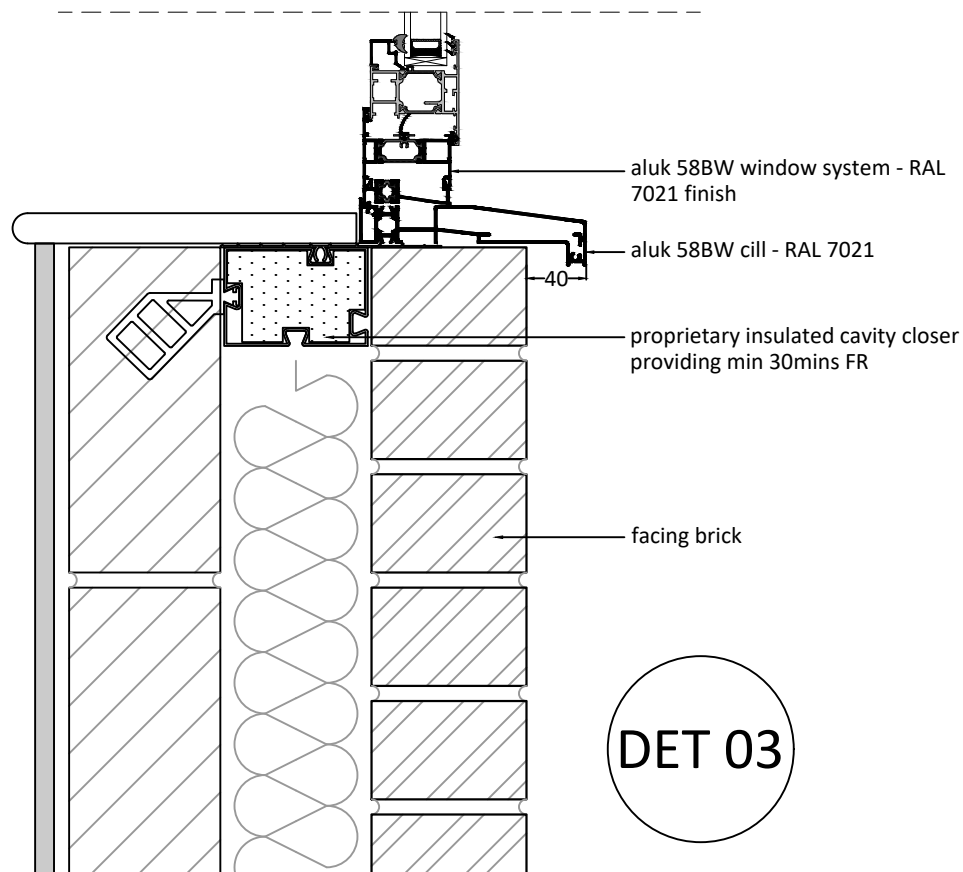 aluk 58BW window system - RAL
7021 finish
aluk 58BW cill - RAL 7021
40
proprietary insulated cavity closer
providing min 30mins FR
facing brick
DET 03